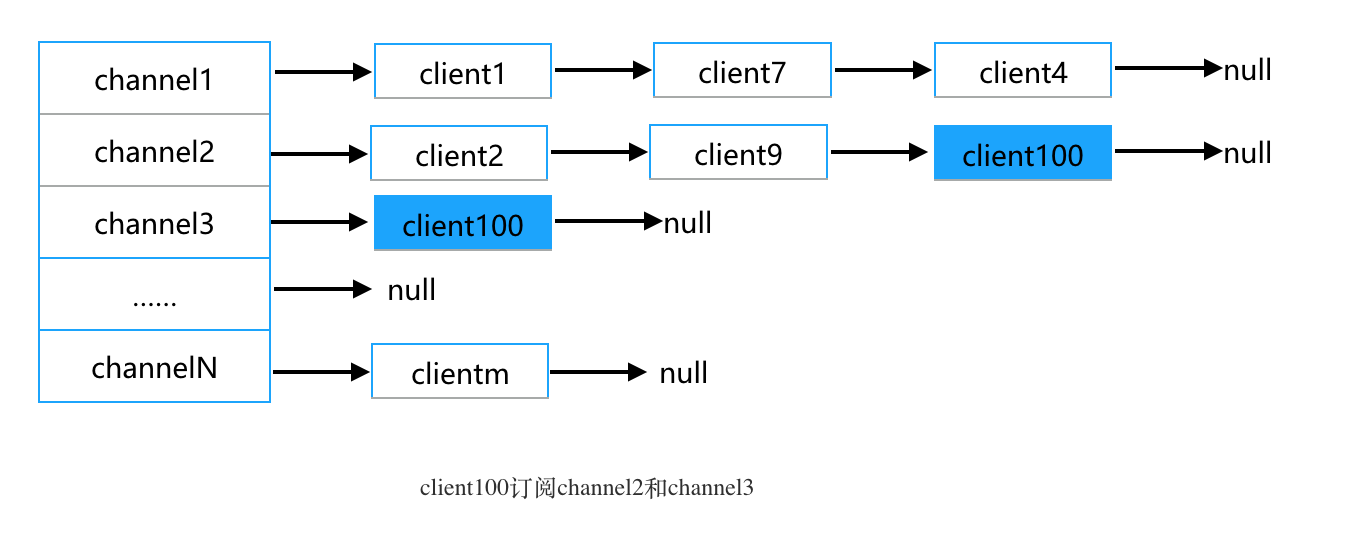 channel1 client1 client7 client4 null
channel2 client2 client9 client100 null
channel3 client100 null
...... null
channelN clientm null
client100订阅channel2和channel3